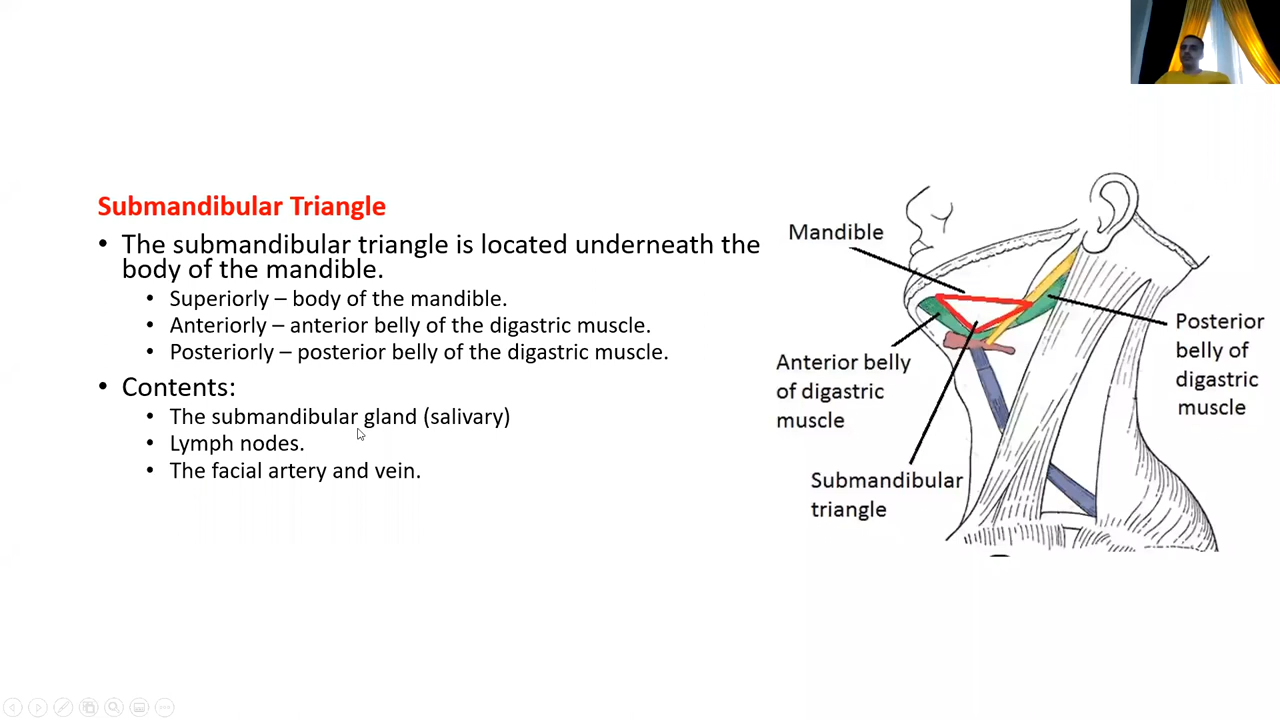 Submandibular Triangle
• The submandibular triangle is located underneath the
body of the mandible.
• Superiorly – body of the mandible.
• Anteriorly – anterior belly of the digastric muscle.
• Posteriorly – posterior belly of the digastric muscle.
• Contents:
• The submandibular gland (salivary)
• Lymph nodes.
• The facial artery and vein.
Mandible
Anterior belly
of digastric
muscle
Submandibular
triangle
Posterior
belly of
digastric
muscle